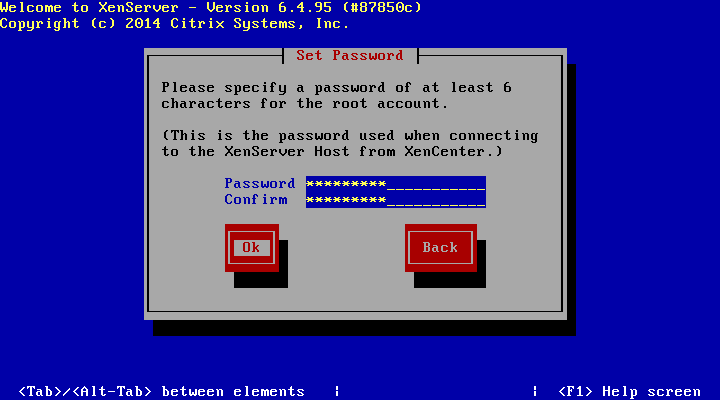 Welcome to XenServer - Version 6.4.95 (#87850c)
Copyright (c) 2014 Citrix Systems, Inc.
Set Password
Please specify a password of at least 6
characters for the root account.
(This is the password used when connecting
to the XenServer Host from XenCenter.)
Password *********___________
Confirm *********___________
Ok Back
<Tab>/<Alt-Tab> between elements | | <F1> Help screen